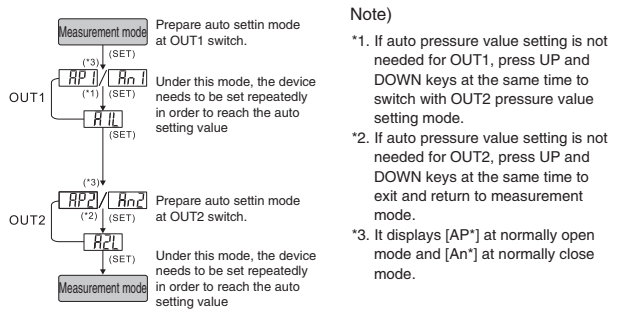 Measurement mode
Prepare auto settin mode
at OUT1 switch.
(SET)
(*3)
AP1 / An1
(*1) (SET)
OUT1
Under this mode, the device
needs to be set repeatedly
in order to reach the auto
setting value
A1L
(SET)
(*3)
AP2 / An2
(*2) (SET)
OUT2
Prepare auto settin mode
at OUT2 switch.
A2L
(SET)
Under this mode, the device
needs to be set repeatedly
in order to reach the auto
setting value
Measurement mode
Note)
*1. If auto pressure value setting is not
needed for OUT1, press UP and
DOWN keys at the same time to
switch with OUT2 pressure value
setting mode.
*2. If auto pressure value setting is not
needed for OUT2, press UP and
DOWN keys at the same time to
exit and return to measurement
mode.
*3. It displays [AP*] at normally open
mode and [An*] at normally close
mode.